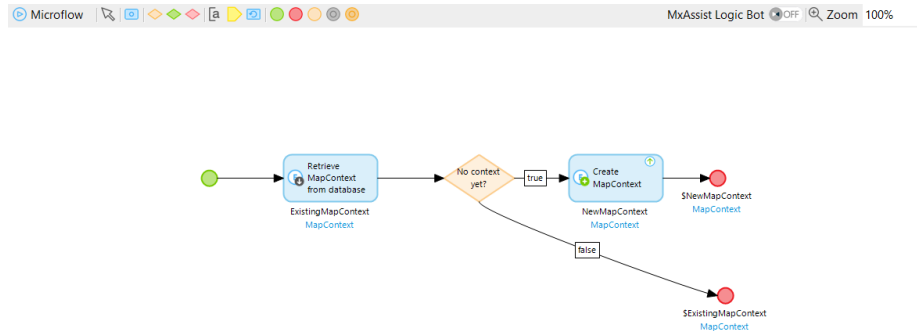 Microflow
[a
MxAssist Logic Bot OFF Zoom 100%
Retrieve
MapContext
from database
ExistingMapContext
MapContext
No context
yet?
true
Create
MapContext
NewMapContext
MapContext
$NewMapContext
MapContext
false
$ExistingMapContext
MapContext